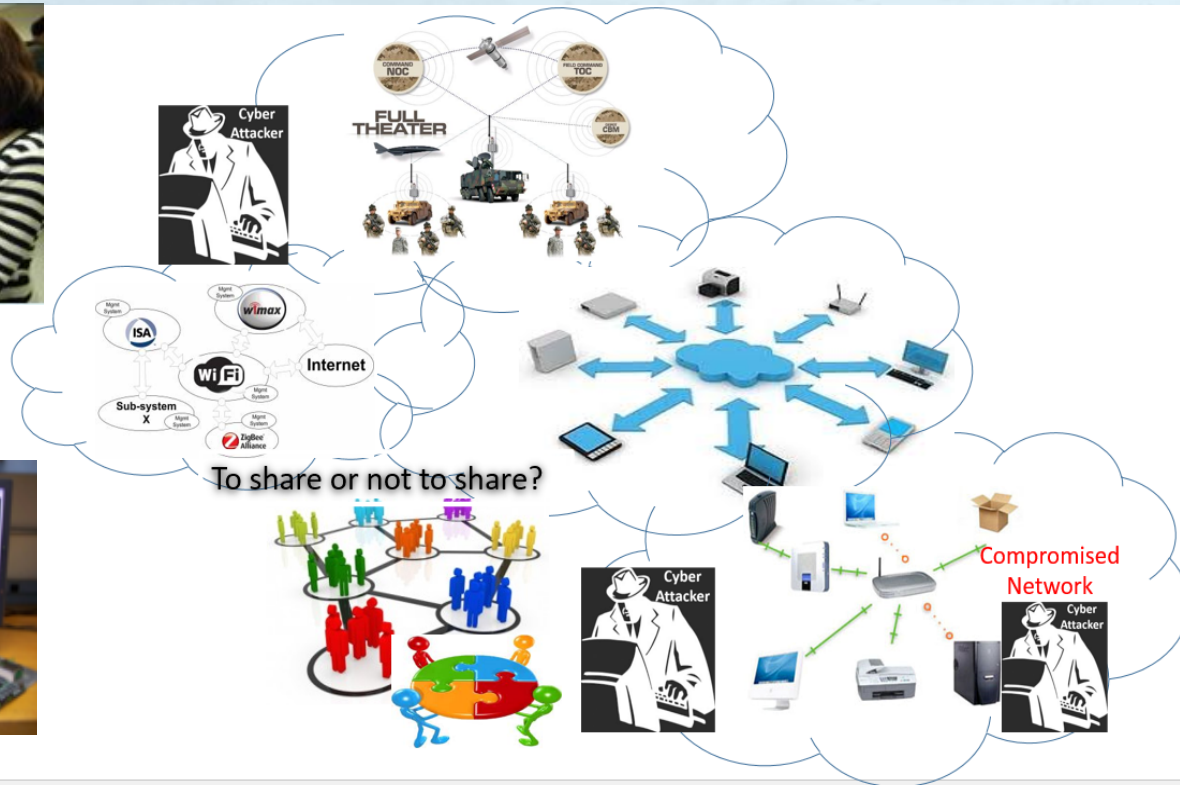 COMMAND
NOC
FIELD COMMAND
TOC
CBM
FULL
THEATER
Cyber
Attacker
Mgmt
System
wimax
Mgmt
System
ISA
Wi Fi
Internet
Mgmt
System
Sub-system
X
Mgmt
System
Mgmt
System
ZigBee
Alliance
To share or not to share?
Compromised
Network
Cyber
Attacker
Cyber
Attacker